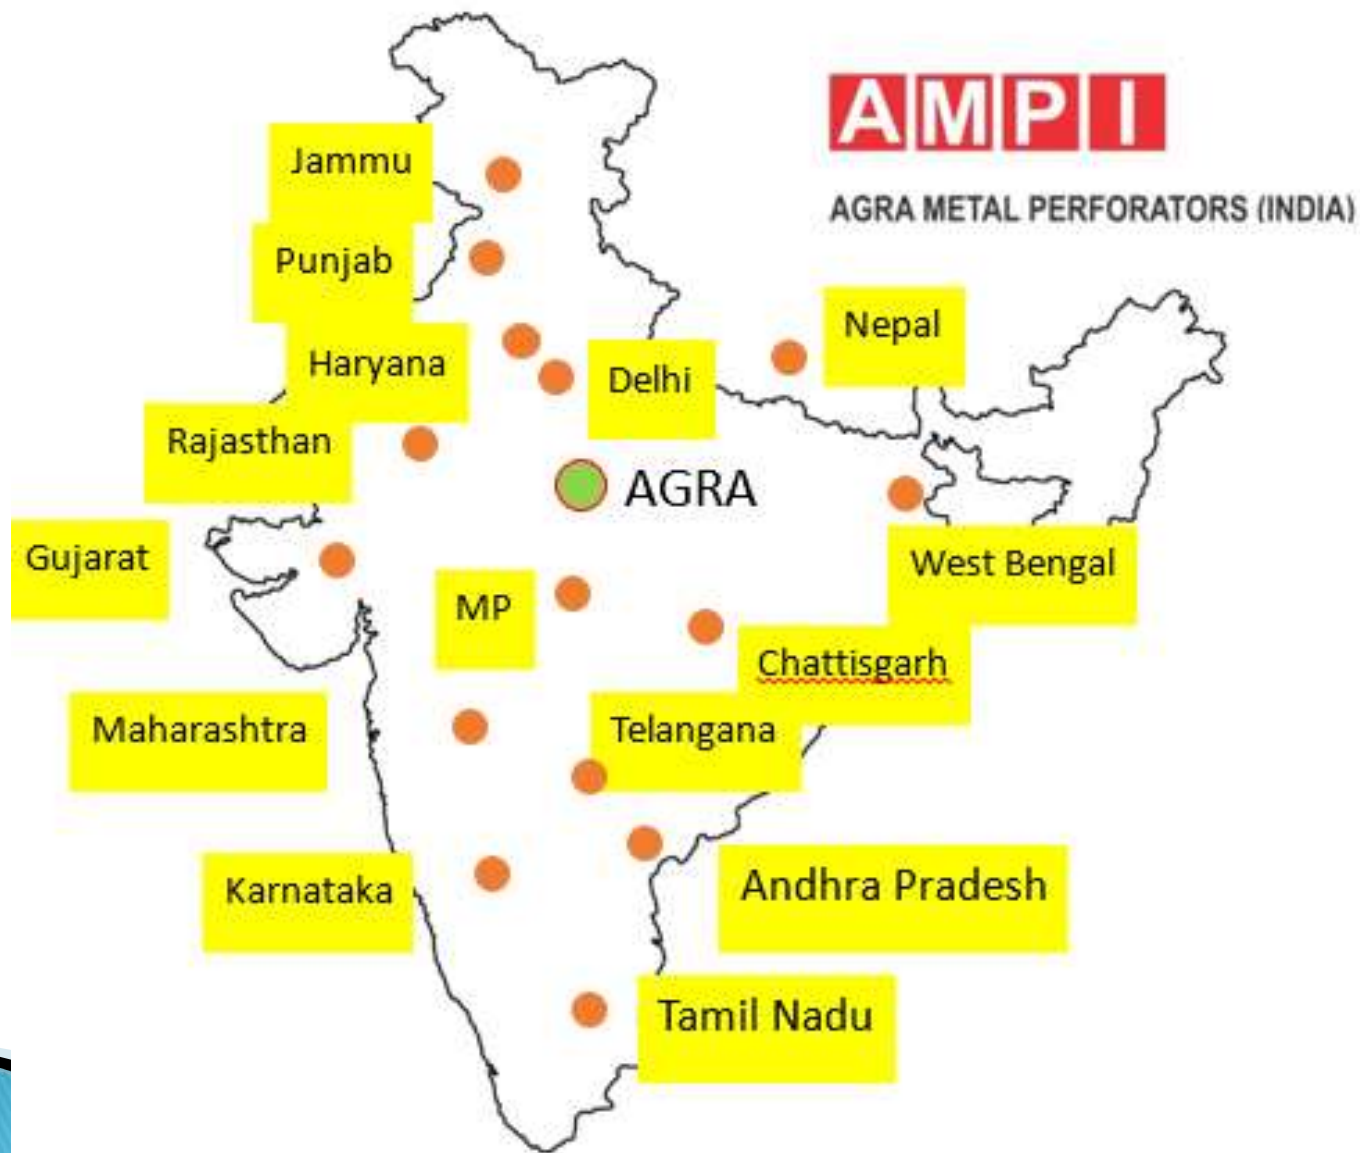 AMPI
AGRA METAL PERFORATORS (INDIA)
Jammu
Punjab
Haryana
Delhi
Nepal
Rajasthan
AGRA
Gujarat
West Bengal
MP
Chattisgarh
Maharashtra
Telangana
Karnataka
Andhra Pradesh
Tamil Nadu